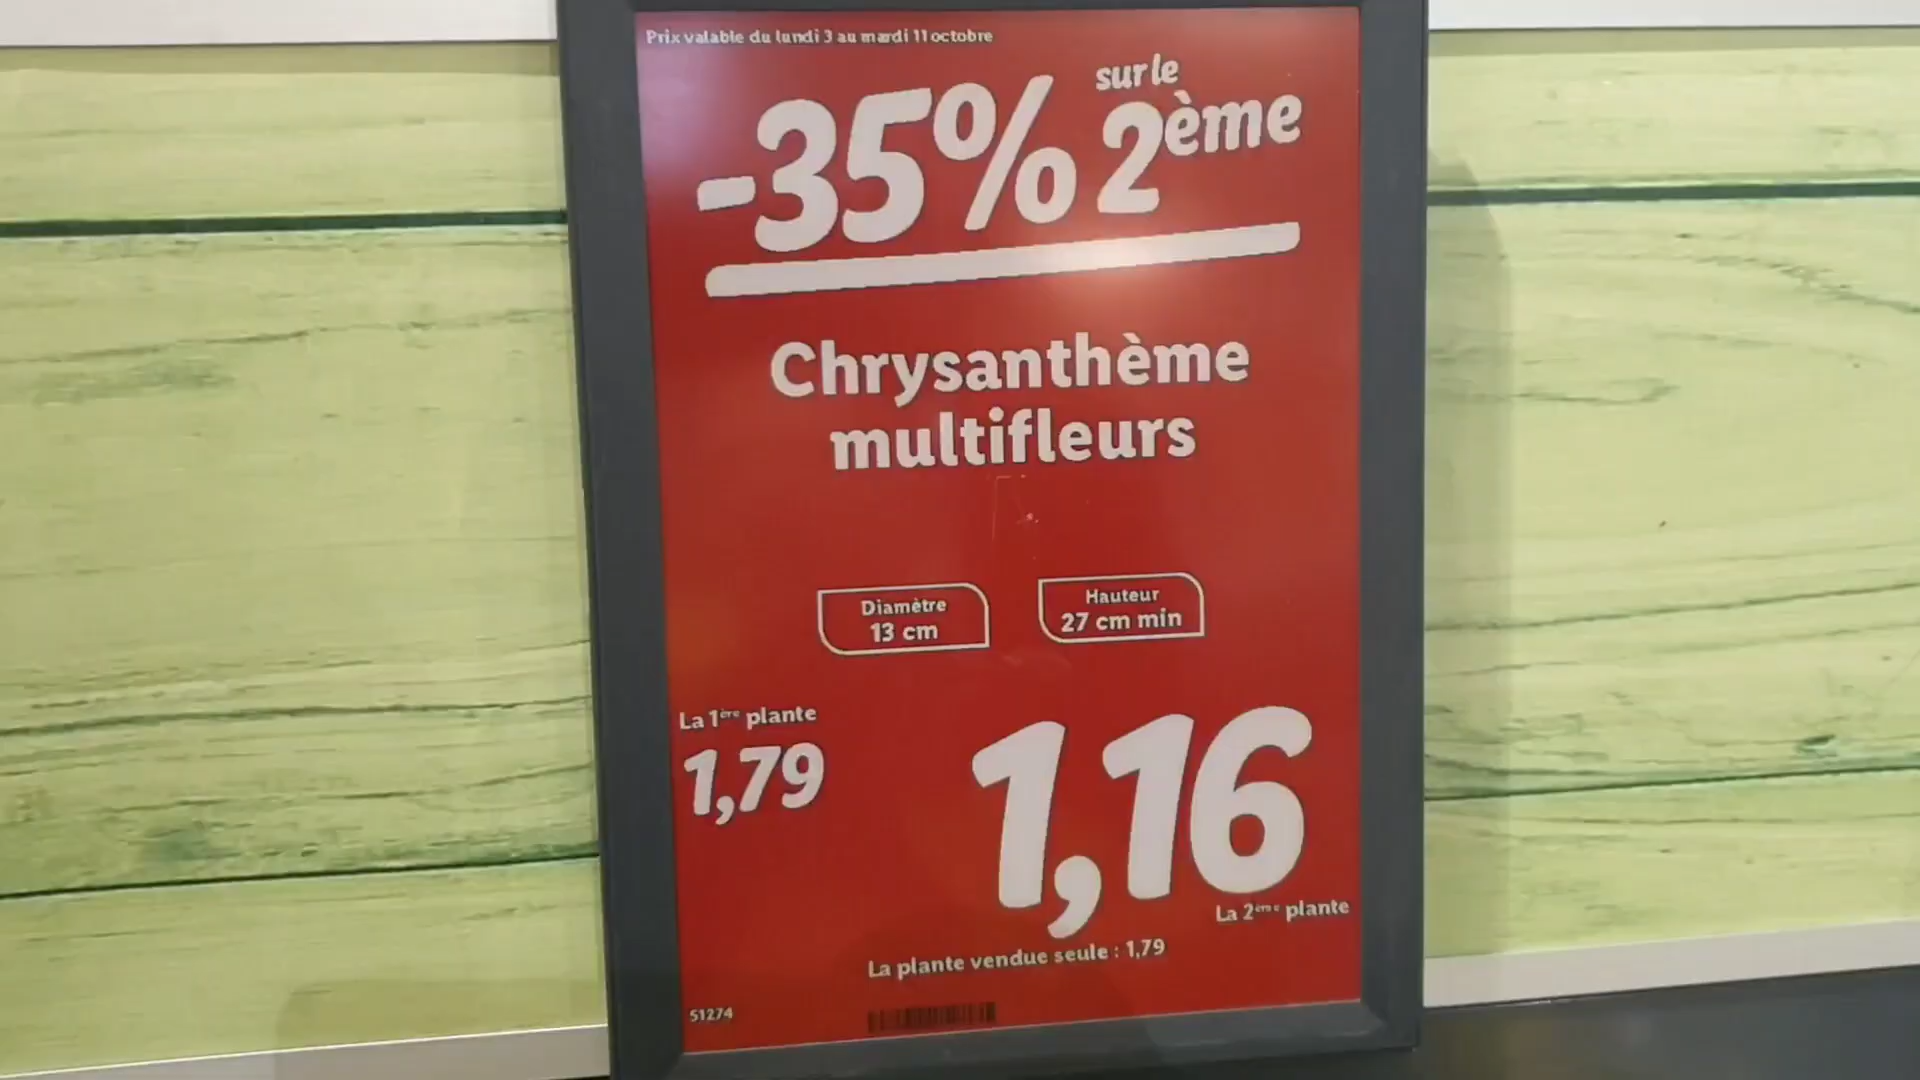 Prix valable du lundi 3 au mardi 11 octobre
-35% sur le 2ème
Chrysanthème
multifleurs
Diamètre
13 cm
Hauteur
27 cm min
La 1ère plante
1,79
1,16
La 2ème plante
La plante vendue seule : 1,79
51274